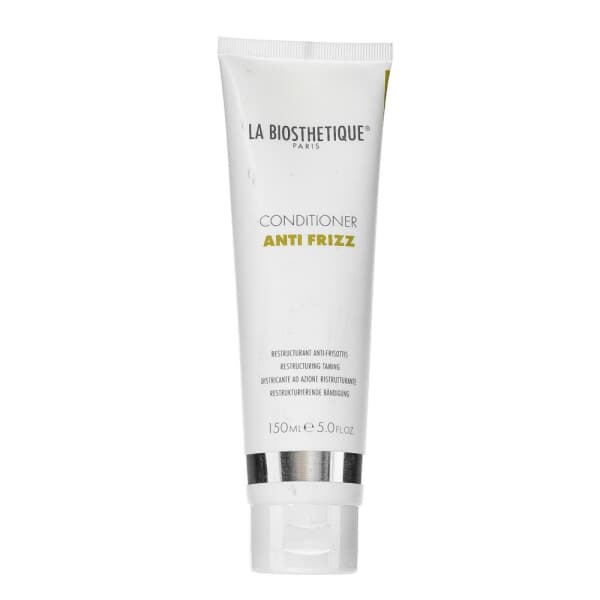 LA BIOSTHETIQUE®
PARIS
CONDITIONER
ANTI FRIZZ
RESTRUCTURANT ANTI-FRISOTTIS
RESTRUCTURING TAMING
DISTRICANTE AD AZIONE RISTRUTTURANTE
RESTRUKTURIERENDE BÄNDIGUNG
150ML ℮ 5.0FL.OZ.